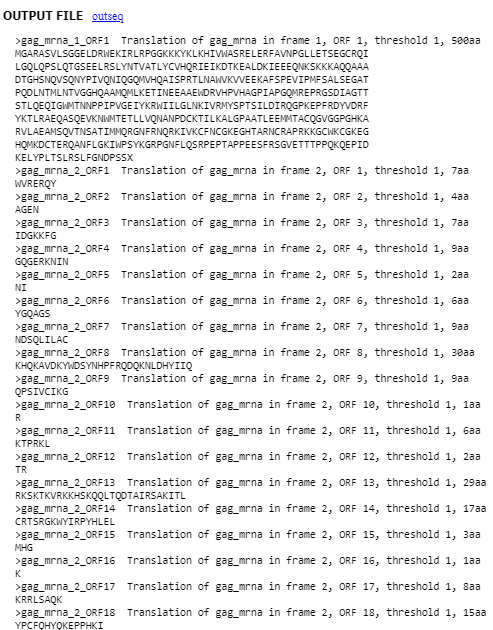 OUTPUT FILE outseq
>gag_mrna_1_ORF1 Translation of gag_mrna in frame 1, ORF 1, threshold 1, 500aa
MGARASVLSGGELDRWEKIRLRPGGKKKYKLKHIVWASRELERFAVNPGLLETSEGCRQI
LGQLQPSLQTGSEELRSLYNTVATLYCVHQRIEIKDTKEALDKIEEEQNKSKKKAQQAAA
DTGHSNQVSQNYPIVQNIQGQMVHQAISPRTLNAWVKVVEEKAFSPEVIPMFSALSEGAT
PQDLNTMLNTVGGHQAAMQMLKETINEEAAEWDRVHPVHAGPIAPGQMREPRGSDIAGTT
STLQEQIGWMTNNPPIPVGEIYKRWIILGLNKIVRMYSPTSILDIRQGPKEPFRDYVDRF
YKTLRAEQASQEVKNWMTETLLVQNANPDCKTILKALGPAATLEEMMTACQGVGGPGHKA
RVLAEAMSQVTNSATIMMQRGNFRNQRKIVKCFNCGKEGHTARNCRAPRKKGCWKCGKEG
HQMKDCTERQANFLGKIWPSYKGRPGNFLQSRPEPTAPPEESFRSGVETTTPPQKQEPID
KELYPLTSLRSLFGNDPSSX
>gag_mrna_2_ORF1 Translation of gag_mrna in frame 2, ORF 1, threshold 1, 7aa
WVRERQY
>gag_mrna_2_ORF2 Translation of gag_mrna in frame 2, ORF 2, threshold 1, 4aa
AGEN
>gag_mrna_2_ORF3 Translation of gag_mrna in frame 2, ORF 3, threshold 1, 7aa
IDGKKFG
>gag_mrna_2_ORF4 Translation of gag_mrna in frame 2, ORF 4, threshold 1, 9aa
GQGERKNIN
>gag_mrna_2_ORF5 Translation of gag_mrna in frame 2, ORF 5, threshold 1, 2aa
NI
>gag_mrna_2_ORF6 Translation of gag_mrna in frame 2, ORF 6, threshold 1, 6aa
YGQAGS
>gag_mrna_2_ORF7 Translation of gag_mrna in frame 2, ORF 7, threshold 1, 9aa
NDSQLILAC
>gag_mrna_2_ORF8 Translation of gag_mrna in frame 2, ORF 8, threshold 1, 30aa
KHQKAVDKYWDSYNHPFRQDQKNLDHYIIQ
>gag_mrna_2_ORF9 Translation of gag_mrna in frame 2, ORF 9, threshold 1, 9aa
QPSIVCIKG
>gag_mrna_2_ORF10 Translation of gag_mrna in frame 2, ORF 10, threshold 1, 1aa
R
>gag_mrna_2_ORF11 Translation of gag_mrna in frame 2, ORF 11, threshold 1, 6aa
KTPRKL
>gag_mrna_2_ORF12 Translation of gag_mrna in frame 2, ORF 12, threshold 1, 2aa
TR
>gag_mrna_2_ORF13 Translation of gag_mrna in frame 2, ORF 13, threshold 1, 29aa
RKSKTKVRKKHSKQQLTQDTAIRSAKITL
>gag_mrna_2_ORF14 Translation of gag_mrna in frame 2, ORF 14, threshold 1, 17aa
CRTSRGKWYIRPYHLEL
>gag_mrna_2_ORF15 Translation of gag_mrna in frame 2, ORF 15, threshold 1, 3aa
MHG
>gag_mrna_2_ORF16 Translation of gag_mrna in frame 2, ORF 16, threshold 1, 1aa
K
>gag_mrna_2_ORF17 Translation of gag_mrna in frame 2, ORF 17, threshold 1, 8aa
KRRLSAQK
>gag_mrna_2_ORF18 Translation of gag_mrna in frame 2, ORF 18, threshold 1, 15aa
YPCFQHYQKEPPHKI